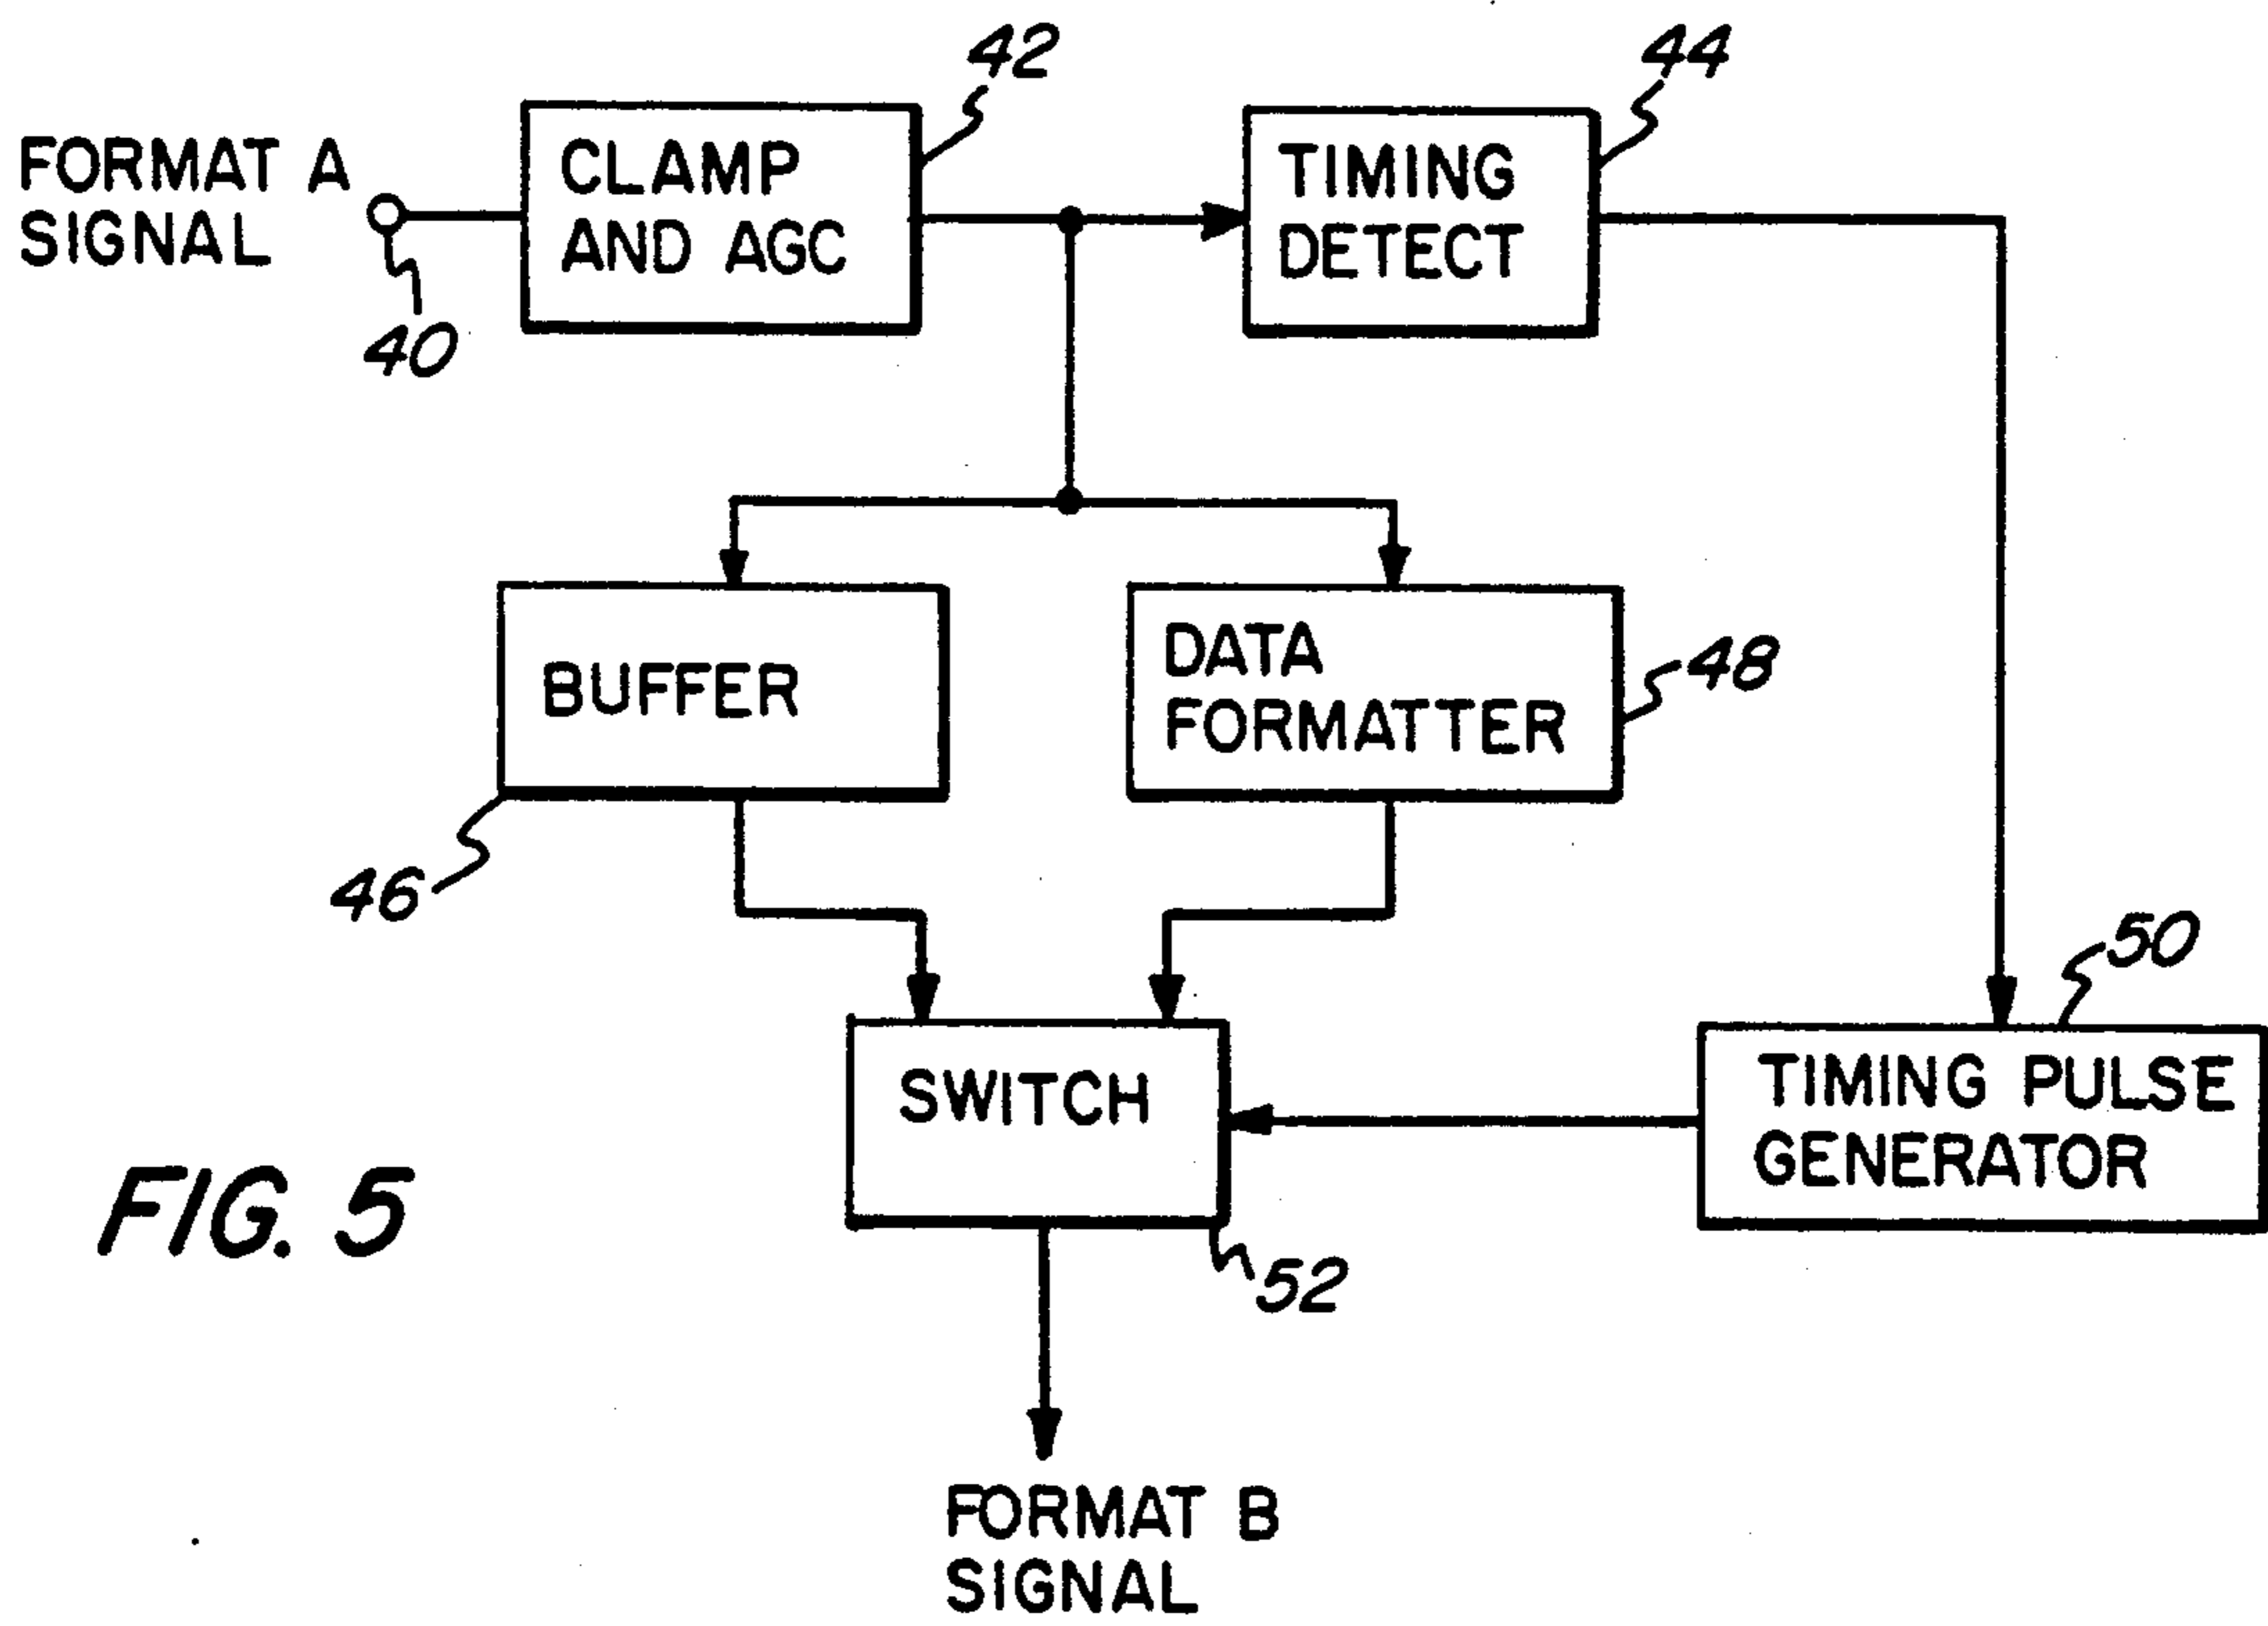 42
44
FORMAT A
SIGNAL
CLAMP
AND AGC
TIMING
DETECT
40
BUFFER
DATA
FORMATTER
48
46
50
SWITCH
TIMING PULSE
GENERATOR
FIG. 5
52
FORMAT B
SIGNAL